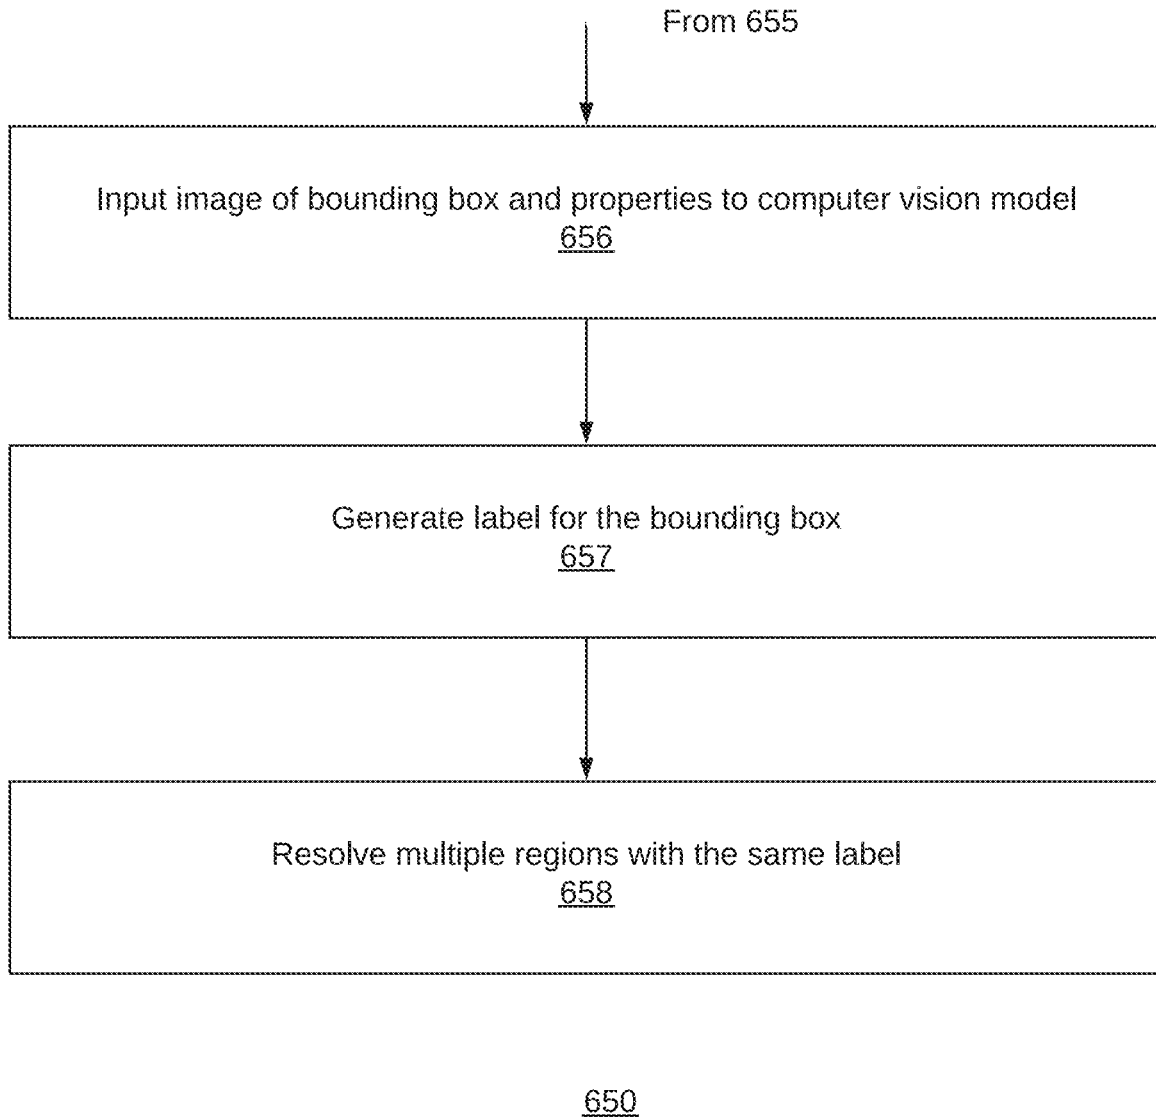 From 655
Input image of bounding box and properties to computer vision model
656
Generate label for the bounding box
657
Resolve multiple regions with the same label
658
650